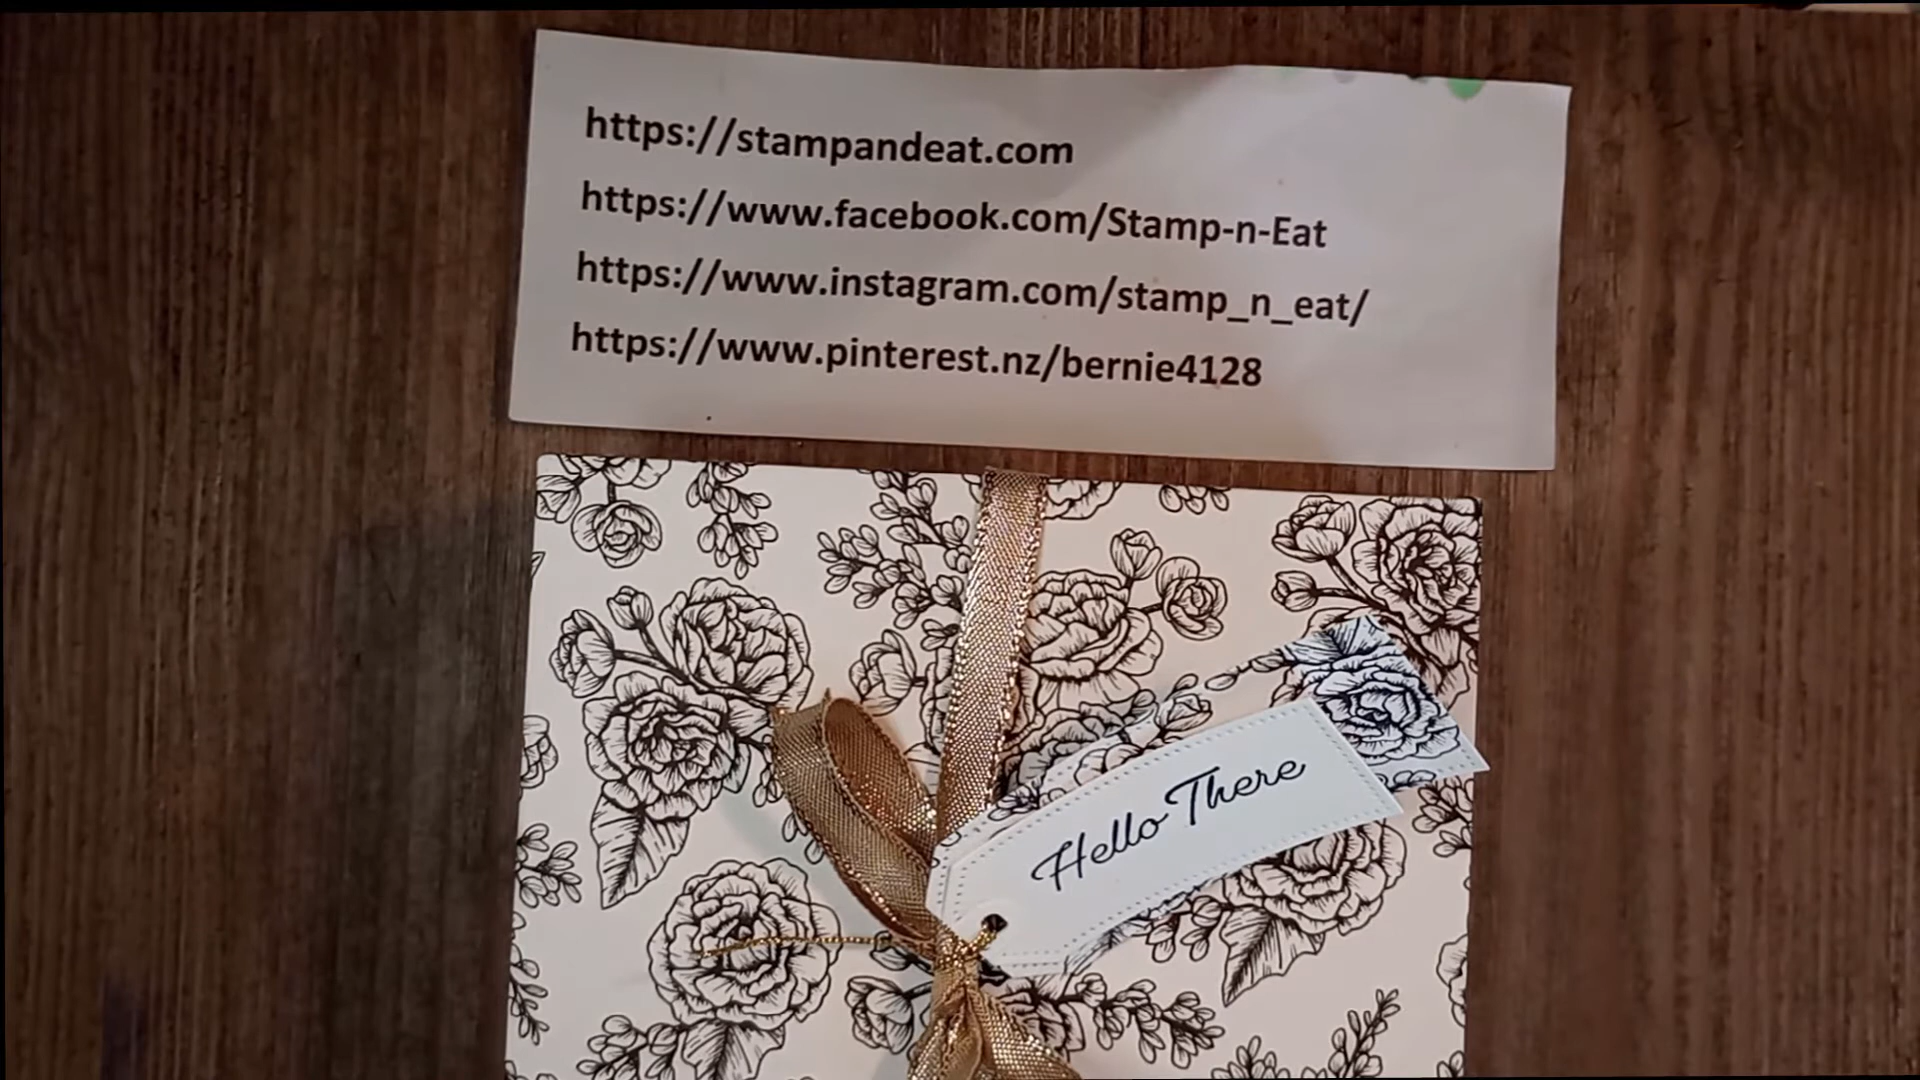 https://stampandeat.com
https://www.facebook.com/Stamp-n-Eat
https://www.instagram.com/stamp_n_eat/
https://www.pinterest.nz/bernie4128
Hello There